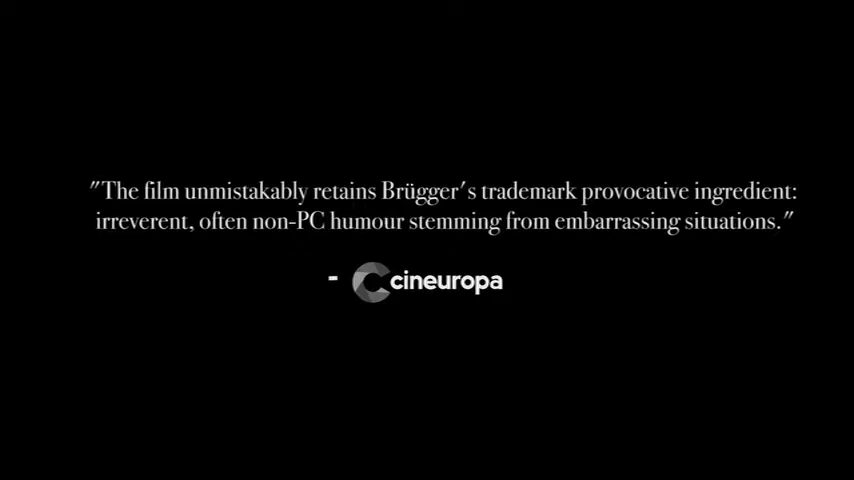 "The film unmistakably retains Brügger's trademark provocative ingredient:
irreverent, often non-PC humour stemming from embarrassing situations."
- cineuropa